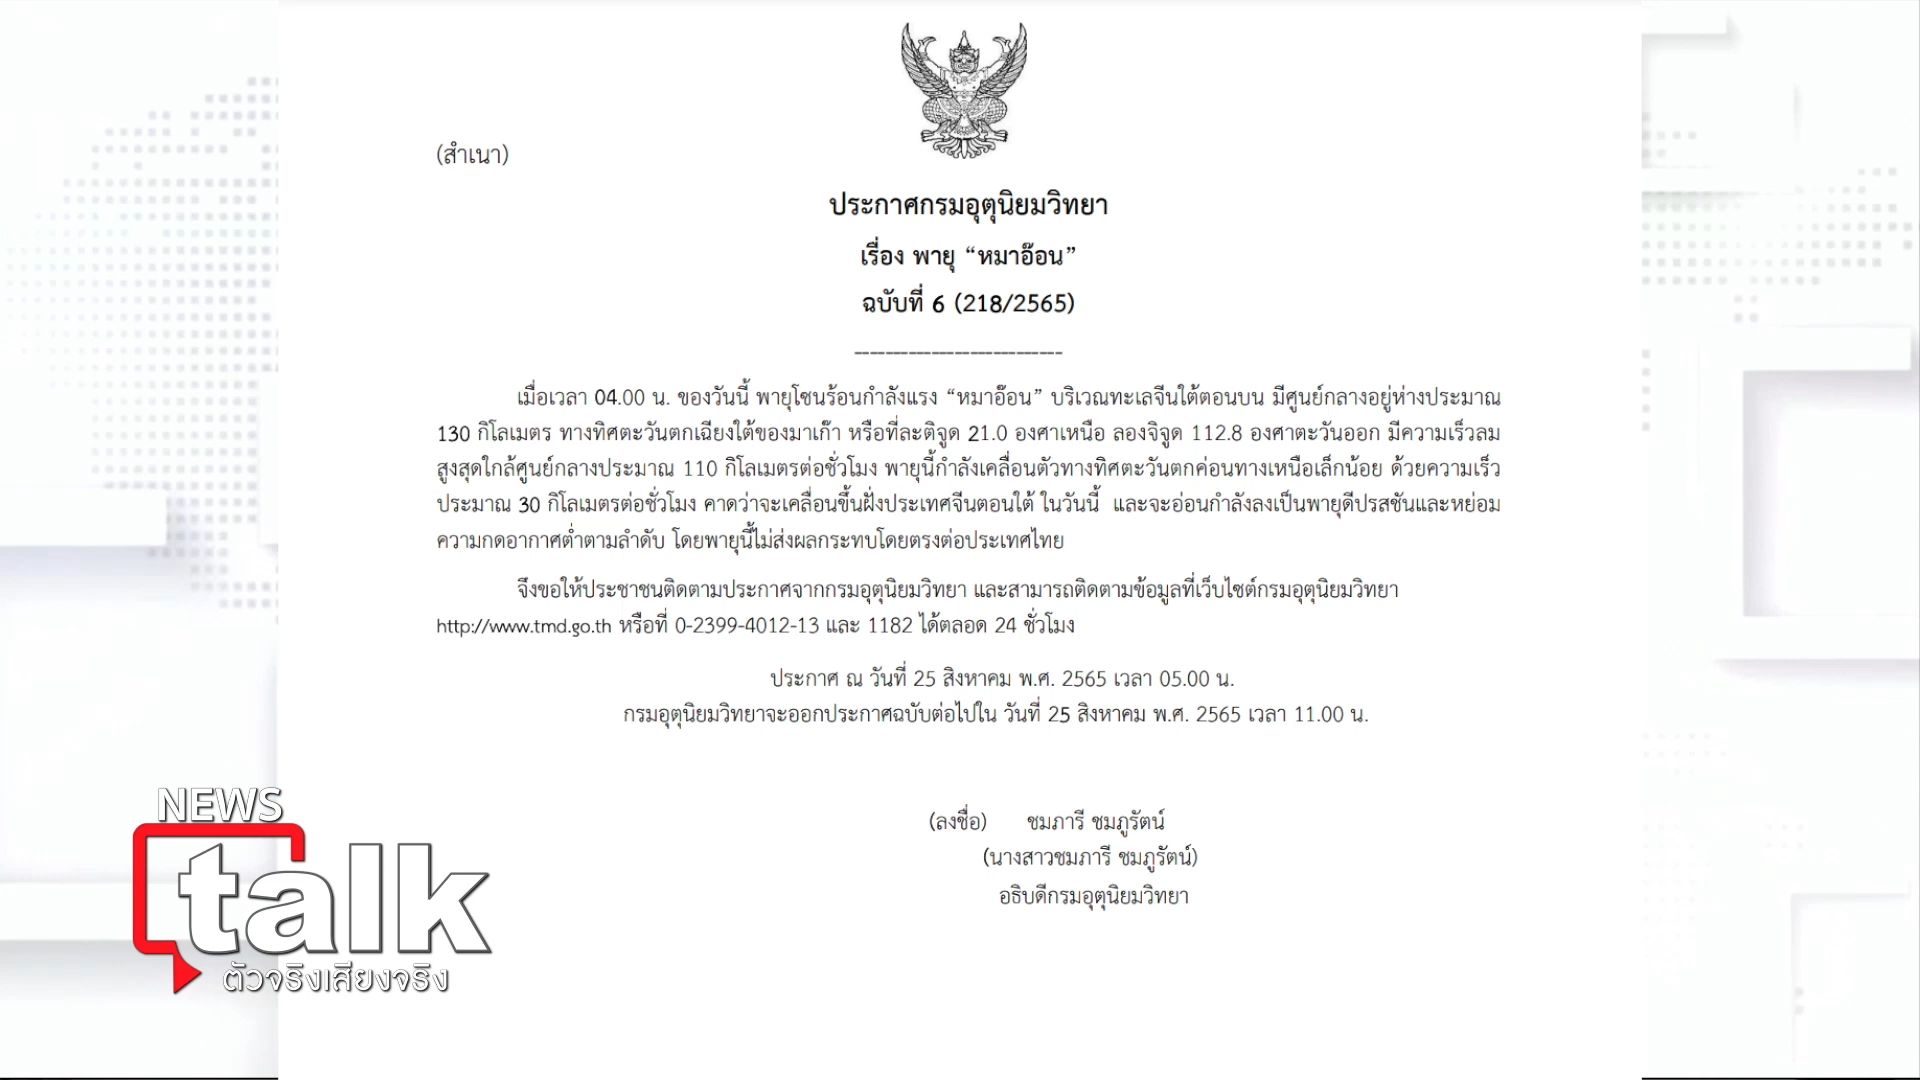 (สำเนา)
ประกาศกรมอุตุนิยมวิทยา
เรื่อง พายุ “หมาอ๊อน”
ฉบับที่ 6 (218/2565)
---------------------------
เมื่อเวลา 04.00 น. ของวันนี้ พายุโซนร้อนกำลังแรง “หมาอ๊อน” บริเวณทะเลจีนใต้ตอนบน มีศูนย์กลางอยู่ห่างประมาณ
130 กิโลเมตร ทางทิศตะวันตกเฉียงใต้ของมาเก๊า หรือที่ละติจูด 21.0 องศาเหนือ ลองจิจูด 112.8 องศาตะวันออก มีความเร็วลม
สูงสุดใกล้ศูนย์กลางประมาณ 110 กิโลเมตรต่อชั่วโมง พายุนี้กำลังเคลื่อนตัวทางทิศตะวันตกค่อนทางเหนือเล็กน้อย ด้วยความเร็ว
ประมาณ 30 กิโลเมตรต่อชั่วโมง คาดว่าจะเคลื่อนขึ้นฝั่งประเทศจีนตอนใต้ ในวันนี้ และจะอ่อนกำลังลงเป็นพายุดีปรสชันและหย่อม
ความกดอากาศต่ำตามลำดับ โดยพายุนี้ไม่ส่งผลกระทบโดยตรงต่อประเทศไทย
จึงขอให้ประชาชนติดตามประกาศจากกรมอุตุนิยมวิทยา และสามารถติดตามข้อมูลที่เว็บไซต์กรมอุตุนิยมวิทยา
http://www.tmd.go.th หรือที่ 0-2399-4012-13 และ 1182 ได้ตลอด 24 ชั่วโมง
ประกาศ ณ วันที่ 25 สิงหาคม พ.ศ. 2565 เวลา 05.00 น.
กรมอุตุนิยมวิทยาจะออกประกาศฉบับต่อไปใน วันที่ 25 สิงหาคม พ.ศ. 2565 เวลา 11.00 น.
(ลงชื่อ) ชมภารี ชมภูรัตน์
(นางสาวชมภารี ชมภูรัตน์)
อธิบดีกรมอุตุนิยมวิทยา
NEWS
talk
ตัวจริงเสียงจริง